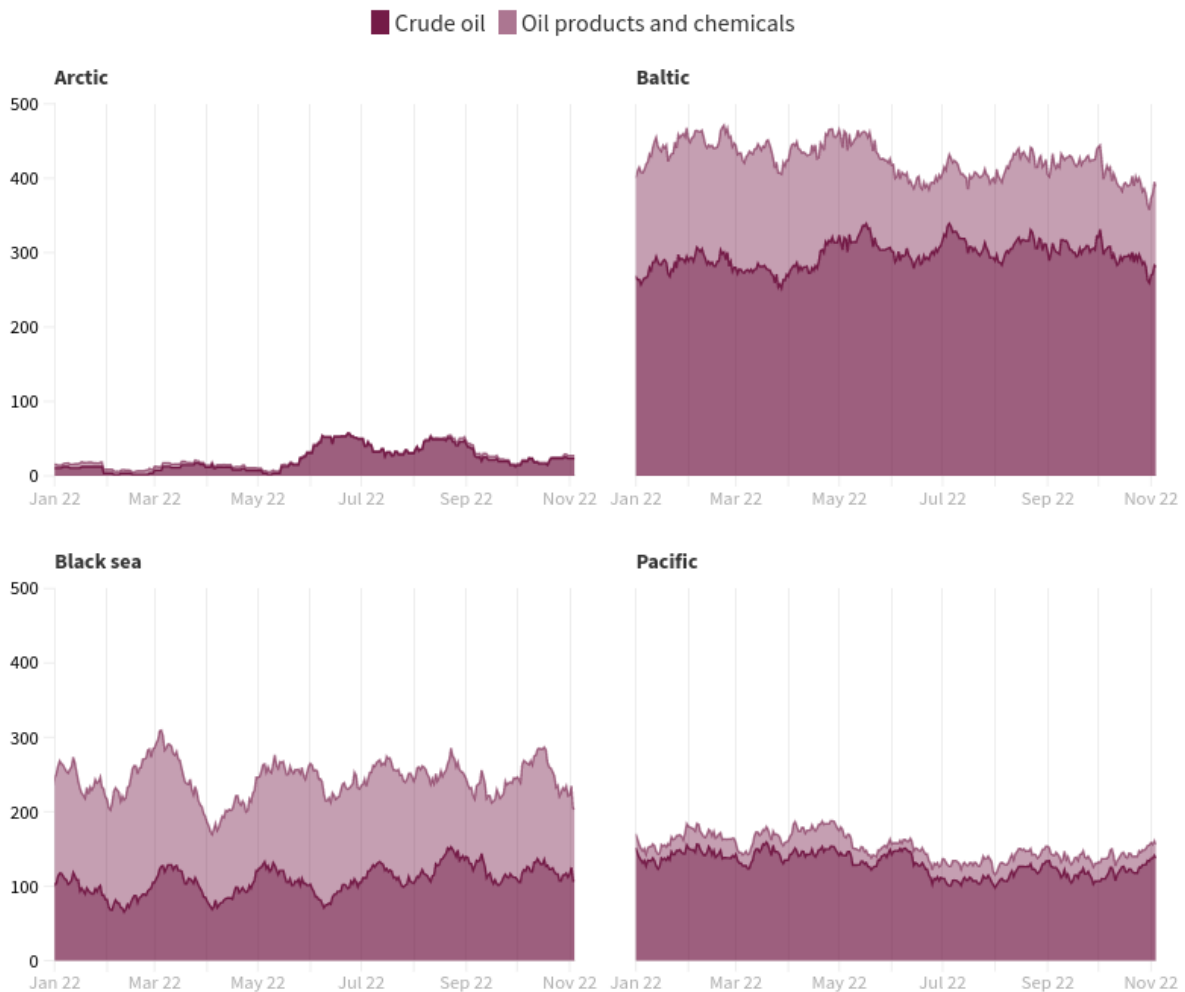 Crude oil Oil products and chemicals
Arctic
500
400
300
200
100
0
Jan 22 Mar 22 May 22 Jul 22 Sep 22 Nov 22
Baltic
Jan 22 Mar 22 May 22 Jul 22 Sep 22 Nov 22
Black sea
500
400
300
200
100
0
Jan 22 Mar 22 May 22 Jul 22 Sep 22 Nov 22
Pacific
Jan 22 Mar 22 May 22 Jul 22 Sep 22 Nov 22